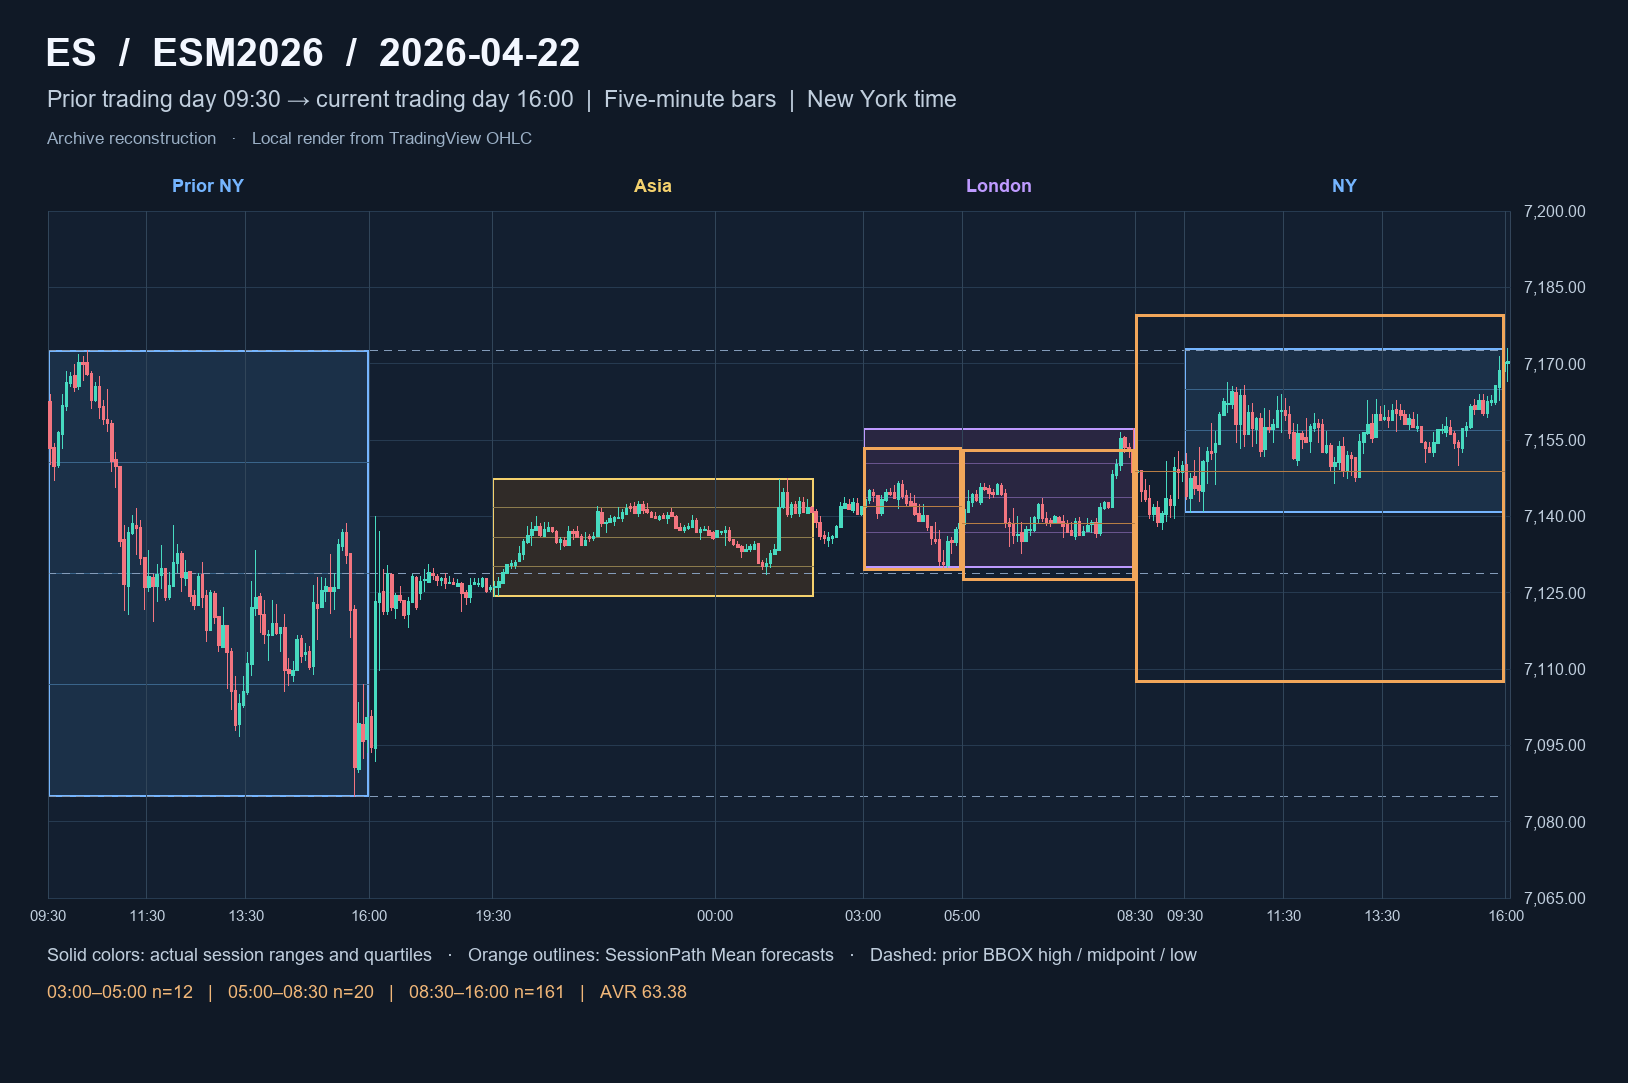 ES / ESM2026 / 2026-04-22
Prior trading day 09:30 → current trading day 16:00 | Five-minute bars | New York time
Archive reconstruction · Local render from TradingView OHLC
Prior NY Asia London NY
7,200.00
7,185.00
7,170.00
7,155.00
7,140.00
7,125.00
7,110.00
7,095.00
7,080.00
7,065.00
09:30 11:30 13:30 16:00 19:30 00:00 03:00 05:00 08:30 09:30 11:30 13:30 16:00
Solid colors: actual session ranges and quartiles · Orange outlines: SessionPath Mean forecasts · Dashed: prior BBOX high / midpoint / low
03:00–05:00 n=12 | 05:00–08:30 n=20 | 08:30–16:00 n=161 | AVR 63.38